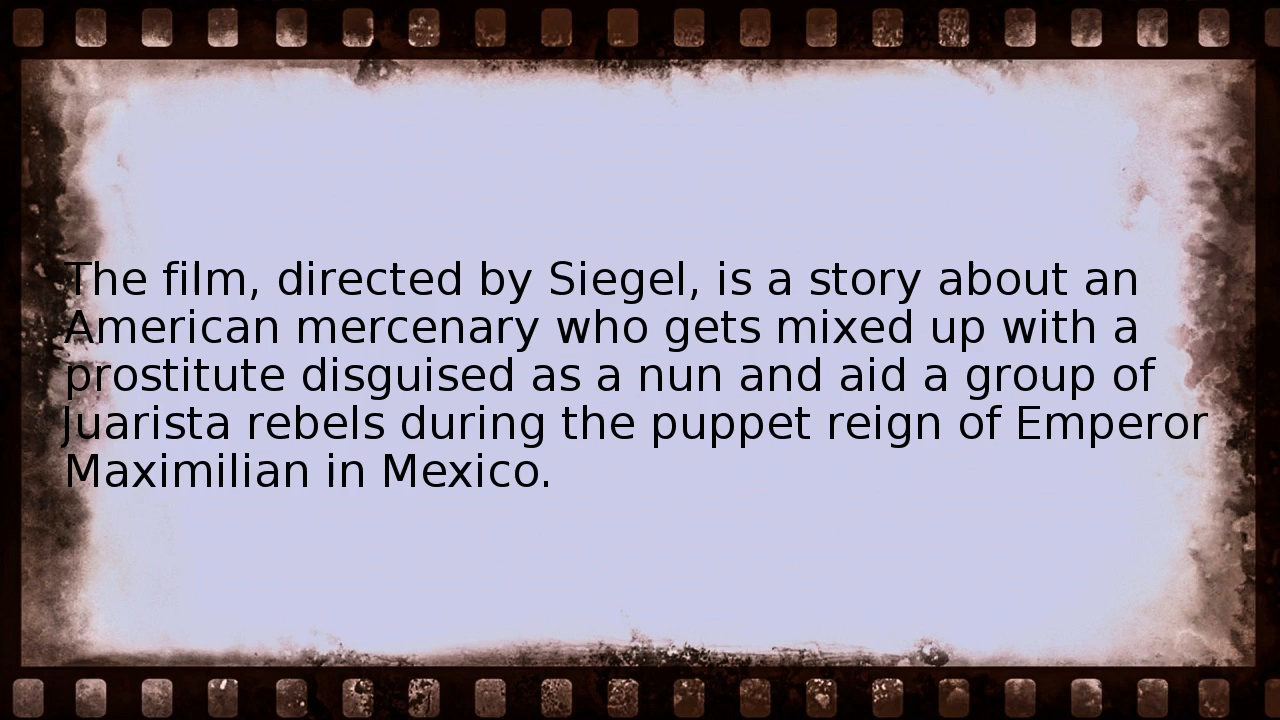 The film, directed by Siegel, is a story about an
American mercenary who gets mixed up with a
prostitute disguised as a nun and aid a group of
Juarista rebels during the puppet reign of Emperor
Maximilian in Mexico.